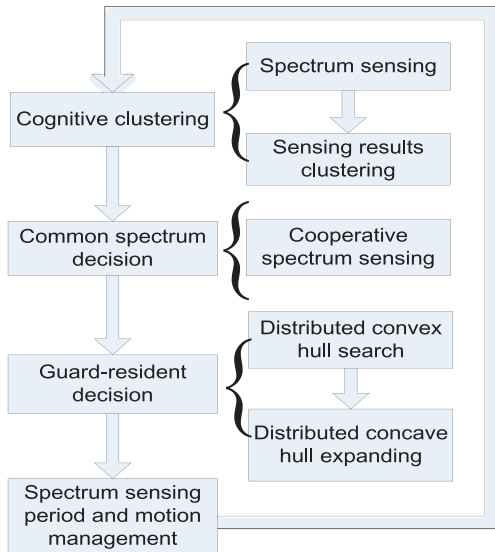 Spectrum sensing
Cognitive clustering
Sensing results
clustering
Common spectrum
decision
Cooperative
spectrum sensing
Distributed convex
hull search
Guard-resident
decision
Distributed concave
hull expanding
Spectrum sensing
period and motion
management